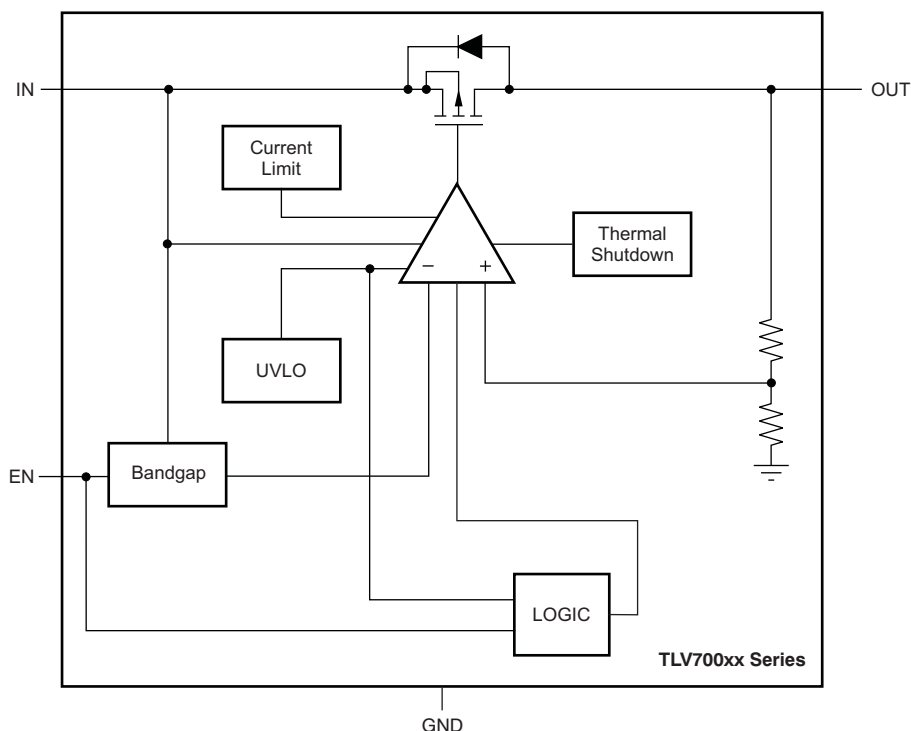 IN
OUT
Current
Limit
Thermal
Shutdown
− +
UVLO
EN
Bandgap
LOGIC
TLV700xx Series
GND